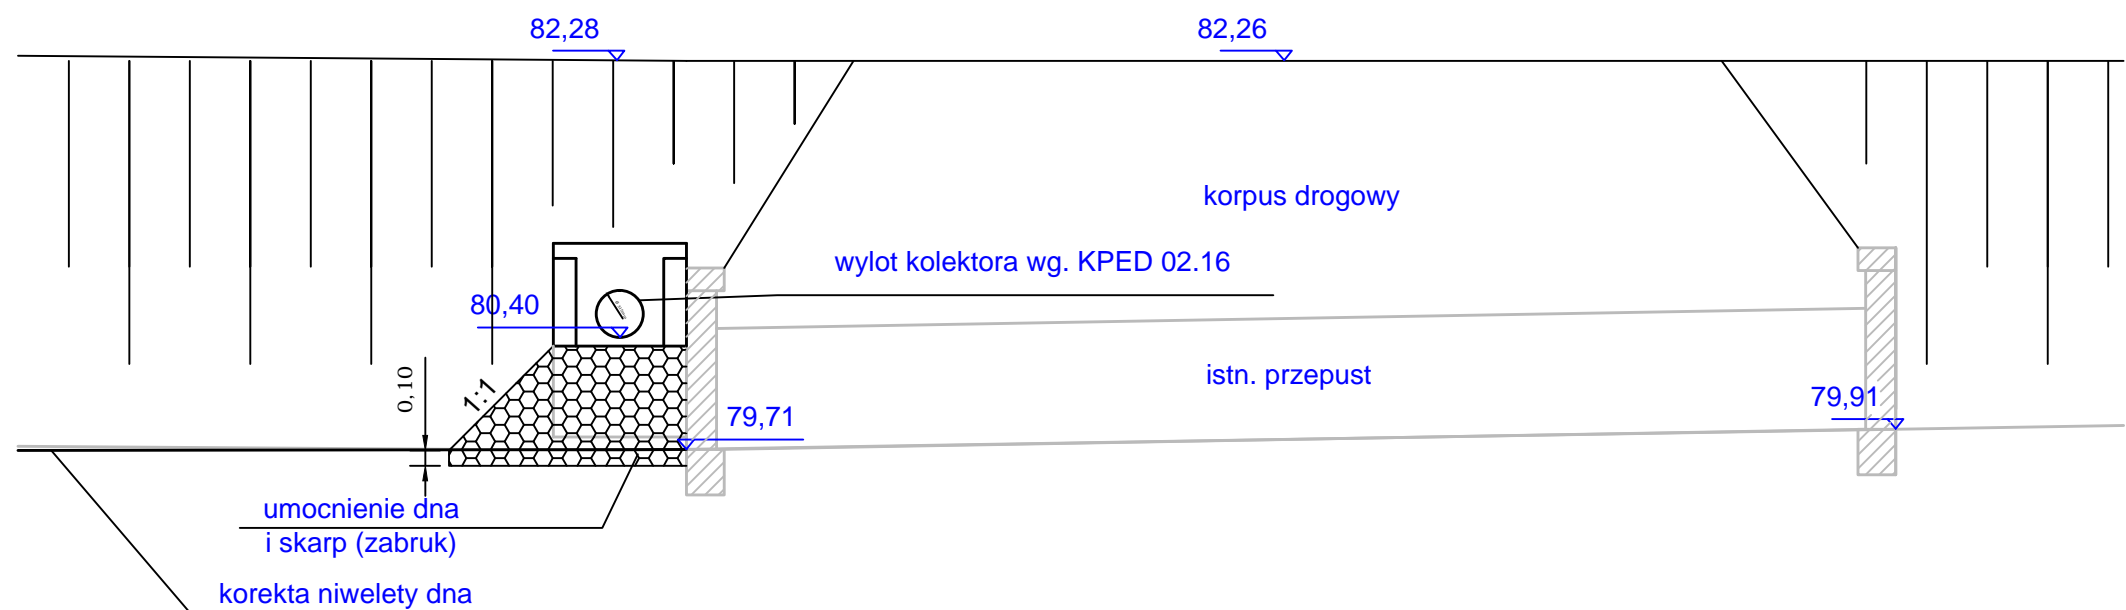 82,28
82,26
korpus drogowy
wylot kolektora wg. KPED 02.16
80,40
0,10
1:1
istn. przepust
79,71
79,91
umocnienie dna
i skarp (zabruk)
korekta niwelety dna